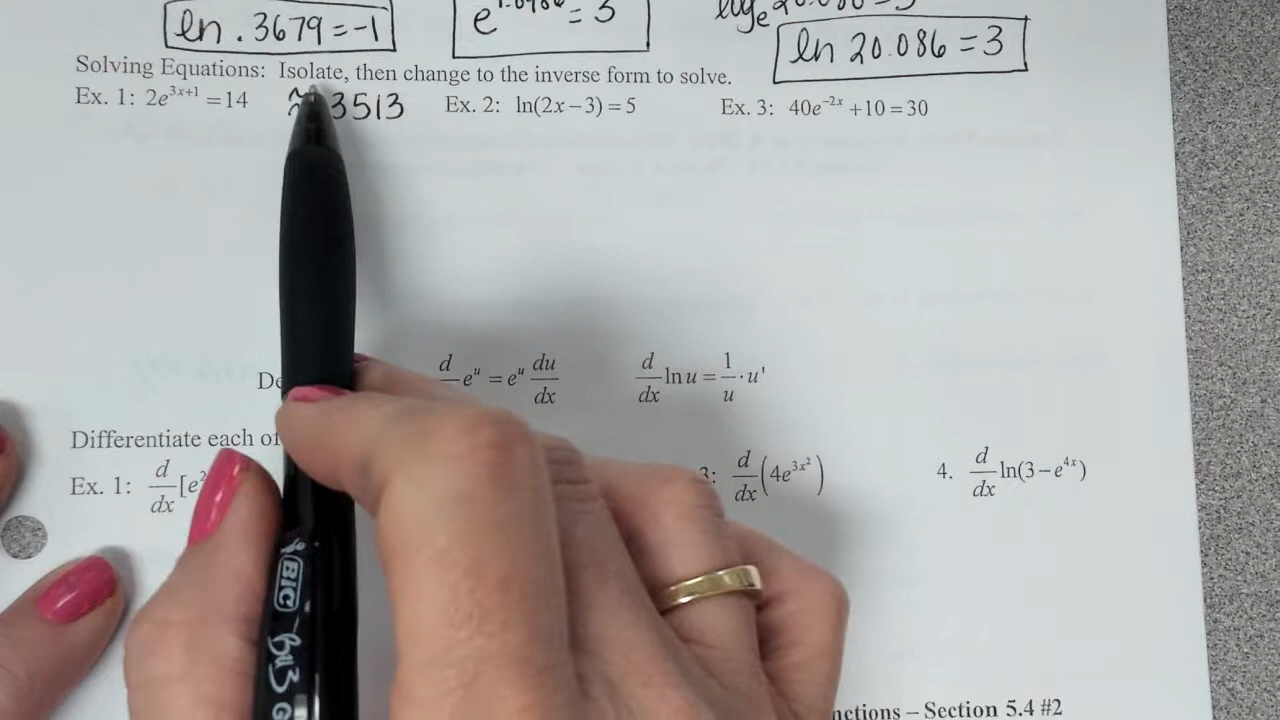 ln .3679 = -1
= 3
ln 20.086 = 3
Solving Equations: Isolate, then change to the inverse form to solve.
Ex. 1: 2e^{3x+1} = 14 ≈ 3513 Ex. 2: ln(2x − 3) = 5 Ex. 3: 40e^{−2x} + 10 = 30
d/dx e^u = e^u du/dx d/dx ln u = 1/u · u'
Differentiate each
Ex. 1: d/dx [e 3: d/dx (4e^{3x^2}) 4. d/dx ln(3 − e^{4x})
BIC
– Section 5.4 #2